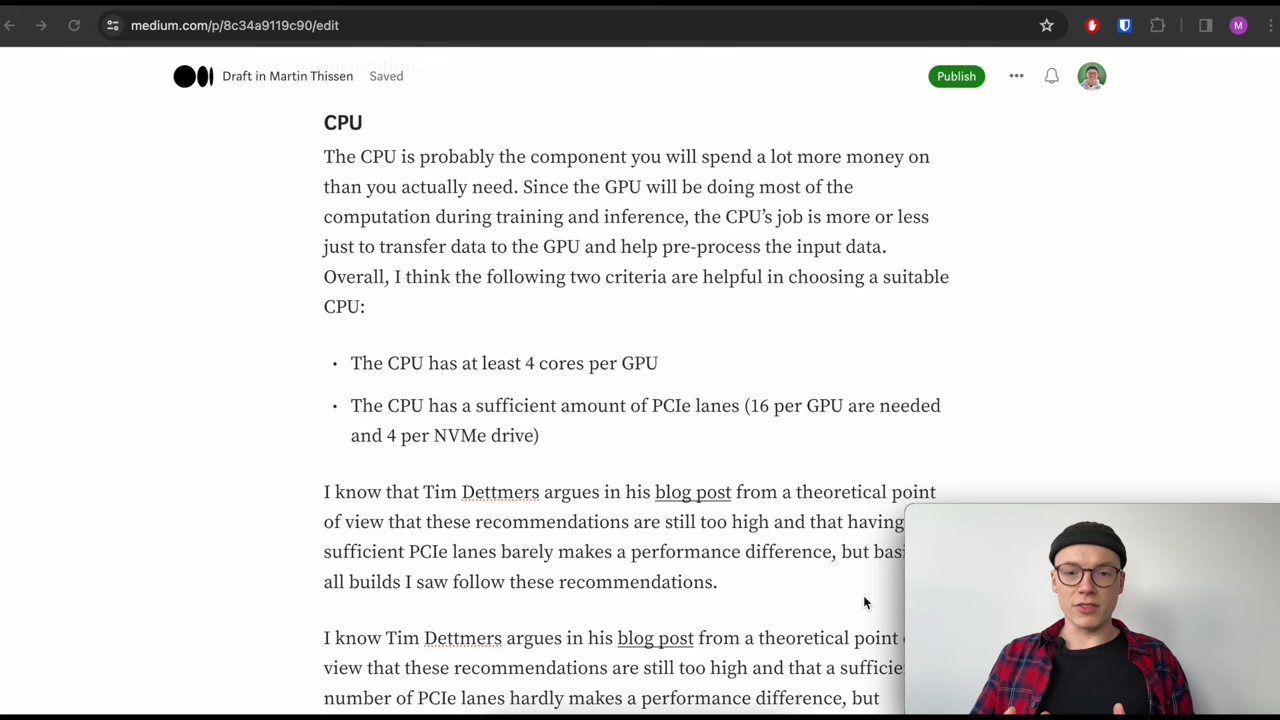 medium.com/p/8c34a9119c90/edit
M
inspiration.
Draft in Martin Thissen Saved
Publish
CPU
The CPU is probably the component you will spend a lot more money on
than you actually need. Since the GPU will be doing most of the
computation during training and inference, the CPU’s job is more or less
just to transfer data to the GPU and help pre-process the input data.
Overall, I think the following two criteria are helpful in choosing a suitable
CPU:
• The CPU has at least 4 cores per GPU
• The CPU has a sufficient amount of PCIe lanes (16 per GPU are needed
and 4 per NVMe drive)
I know that Tim Dettmers argues in his blog post from a theoretical point
of view that these recommendations are still too high and that having
sufficient PCIe lanes barely makes a performance difference, but
all builds I saw follow these recommendations.
I know Tim Dettmers argues in his blog post from a theoretical point
view that these recommendations are still too high and that a
number of PCIe lanes hardly makes a performance difference, but